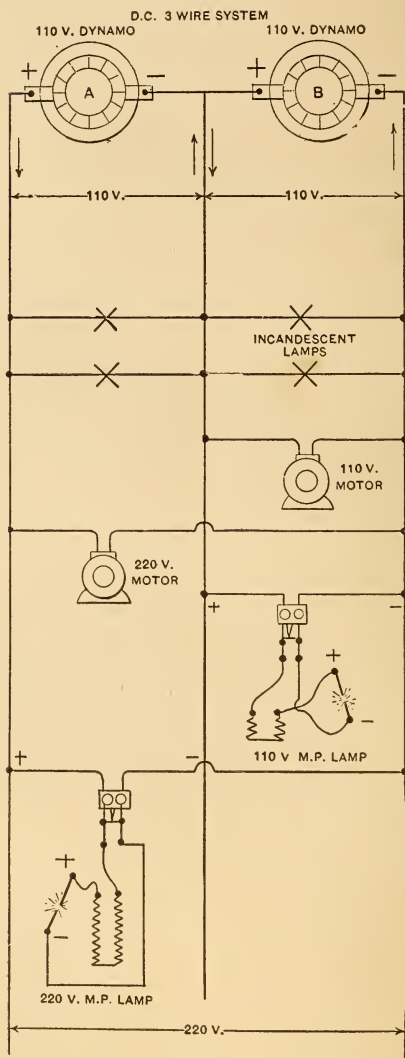 D.C. 3 WIRE SYSTEM
110 V. DYNAMO
110 V. DYNAMO
+ A −
+ B −
110 V.
110 V.
INCANDESCENT
LAMPS
110 V.
MOTOR
220 V.
MOTOR
+ −
+
−
110 V M.P. LAMP
+ −
+
−
220 V. M.P. LAMP
220 V.